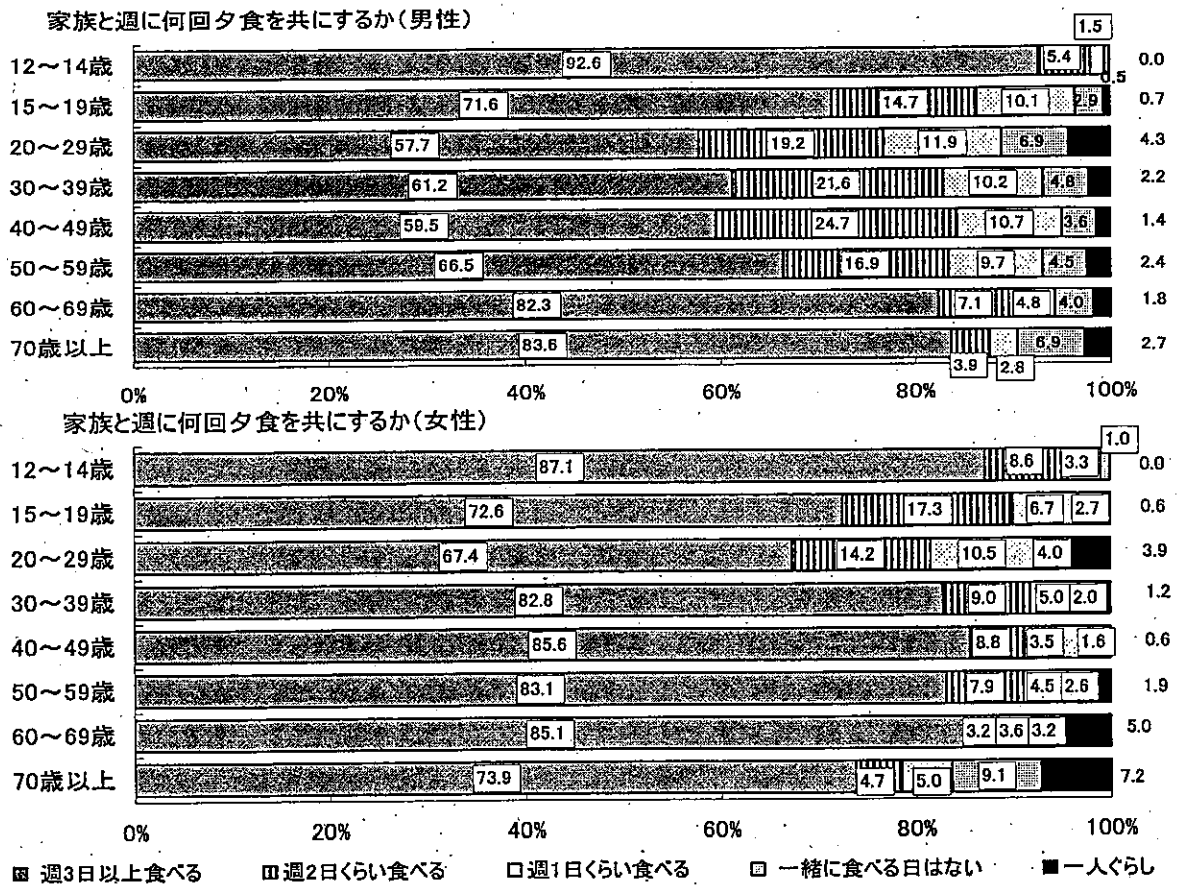 家族と週に何回夕食を共にするか(男性)
1.5
12～14歳 92.6 5.4 0.0
0.5
15～19歳 71.6 14.7 10.1 2.9 0.7
20～29歳 57.7 19.2 11.9 6.9 4.3
30～39歳 61.2 21.6 10.2 4.8 2.2
40～49歳 59.5 24.7 10.7 3.6 1.4
50～59歳 66.5 16.9 9.7 4.5 2.4
60～69歳 82.3 7.1 4.8 4.0 1.8
70歳以上 83.6 6.9 2.7
3.9 2.8
0% 20% 40% 60% 80% 100%
家族と週に何回夕食を共にするか(女性)
1.0
12～14歳 87.1 8.6 3.3 0.0
15～19歳 72.6 17.3 6.7 2.7 0.6
20～29歳 67.4 14.2 10.5 4.0 3.9
30～39歳 82.8 9.0 5.0 2.0 1.2
40～49歳 85.6 8.8 3.5 1.6 0.6
50～59歳 83.1 7.9 4.5 2.6 1.9
60～69歳 85.1 3.2 3.6 3.2 5.0
70歳以上 73.9 4.7 5.0 9.1 7.2
0% 20% 40% 60% 80% 100%
週3日以上食べる 週2日くらい食べる 週1日くらい食べる 一緒に食べる日はない 一人ぐらし